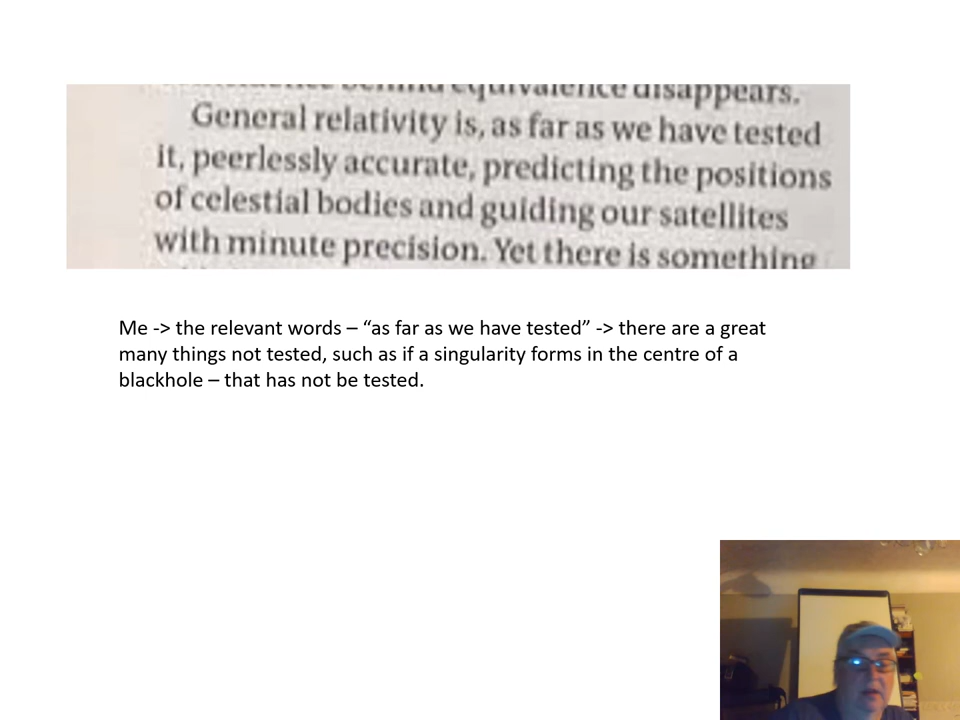 behind equivalence disappears.
General relativity is, as far as we have tested
it, peerlessly accurate, predicting the positions
of celestial bodies and guiding our satellites
with minute precision. Yet there is something
Me -> the relevant words – “as far as we have tested” -> there are a great
many things not tested, such as if a singularity forms in the centre of a
blackhole – that has not be tested.